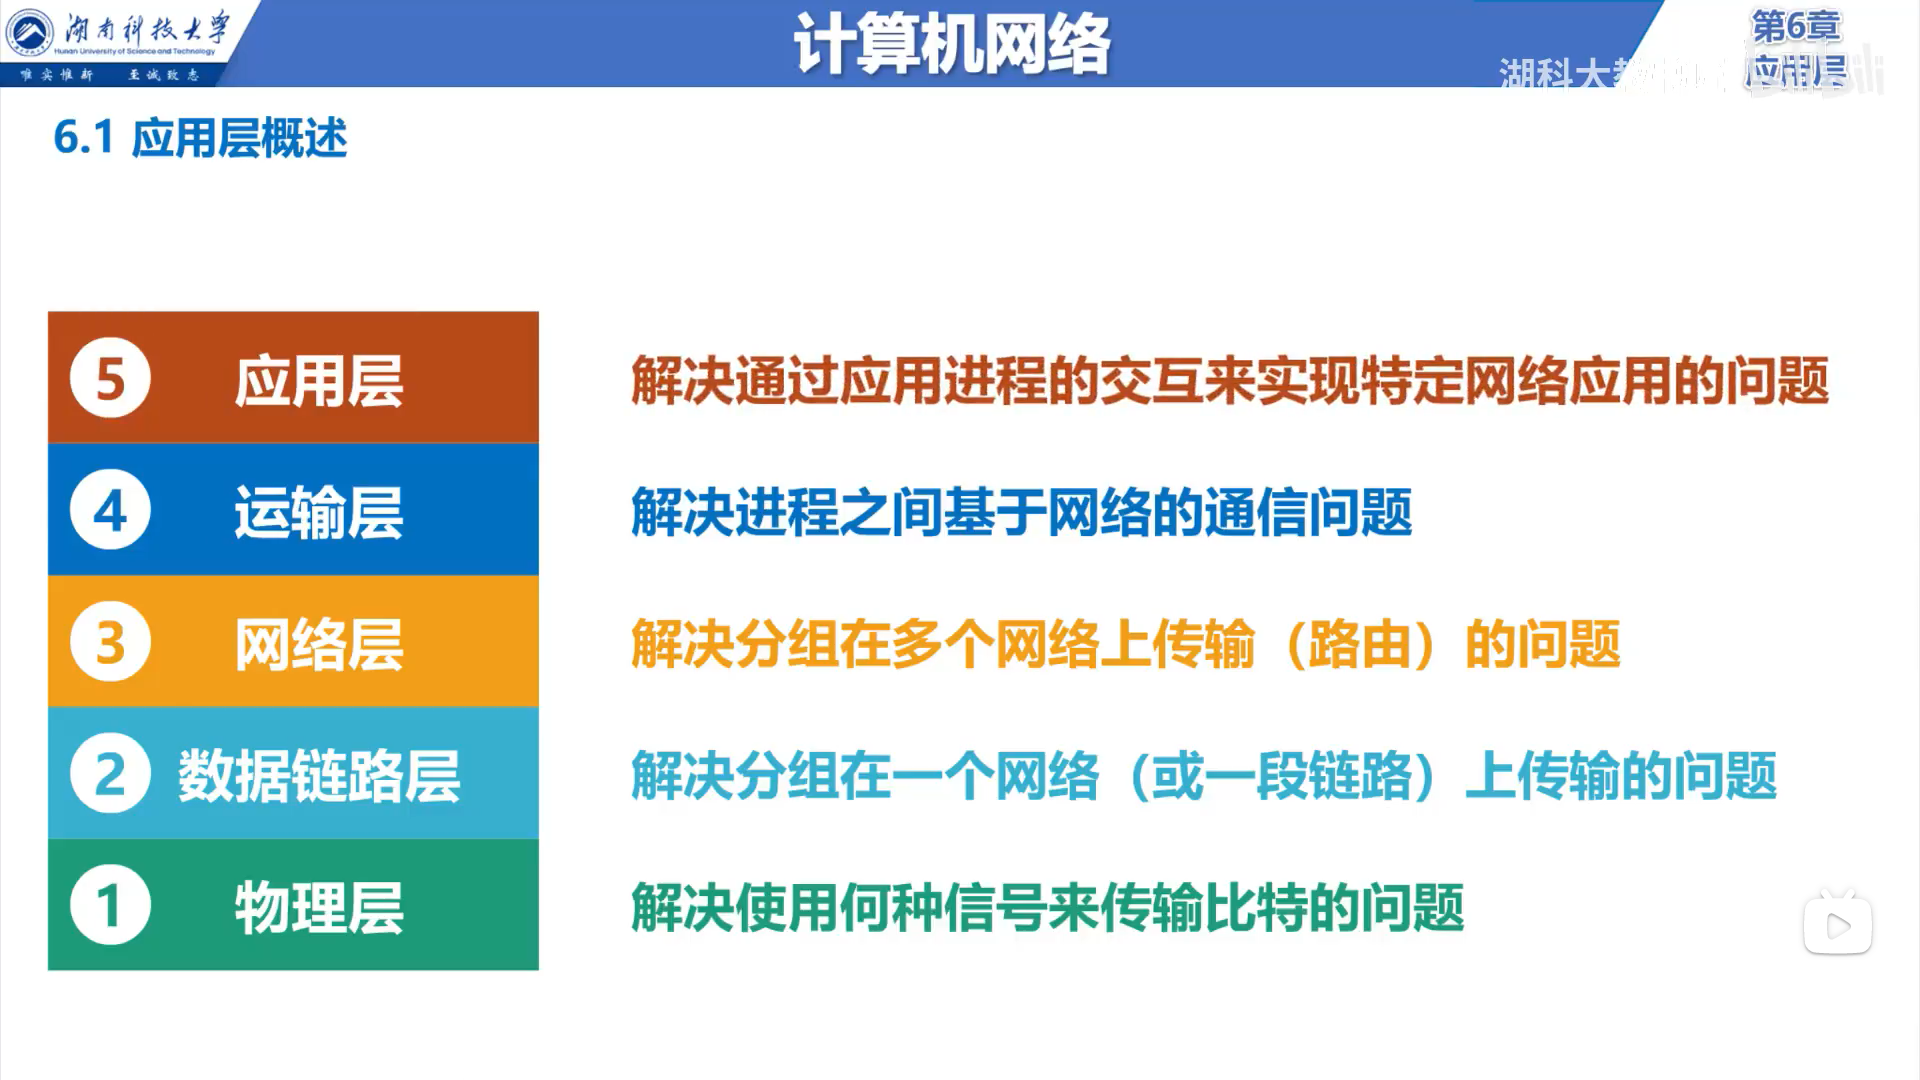 湖南科技大学
Hunan University of Science and Technology
唯实惟新 至诚致志
计算机网络
第6章
应用层
湖科大教
6.1 应用层概述
5 应用层 解决通过应用进程的交互来实现特定网络应用的问题
4 运输层 解决进程之间基于网络的通信问题
3 网络层 解决分组在多个网络上传输（路由）的问题
2 数据链路层 解决分组在一个网络（或一段链路）上传输的问题
1 物理层 解决使用何种信号来传输比特的问题